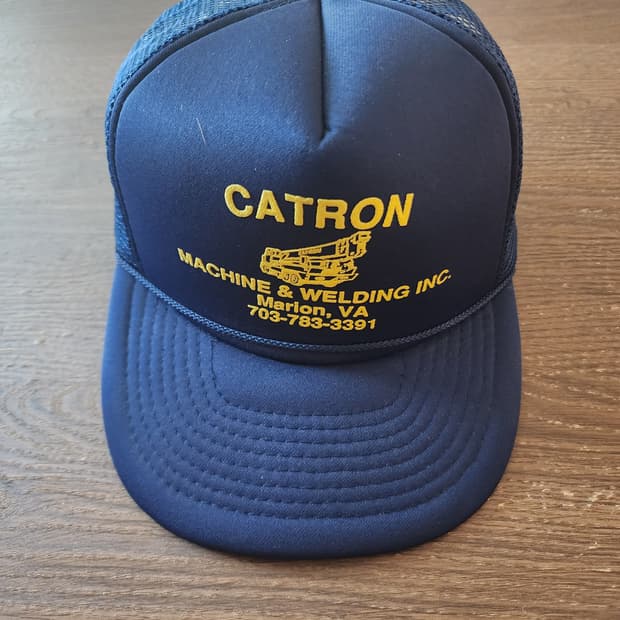 CATRON
MACHINE & WELDING INC.
Marion, VA
703-783-3391